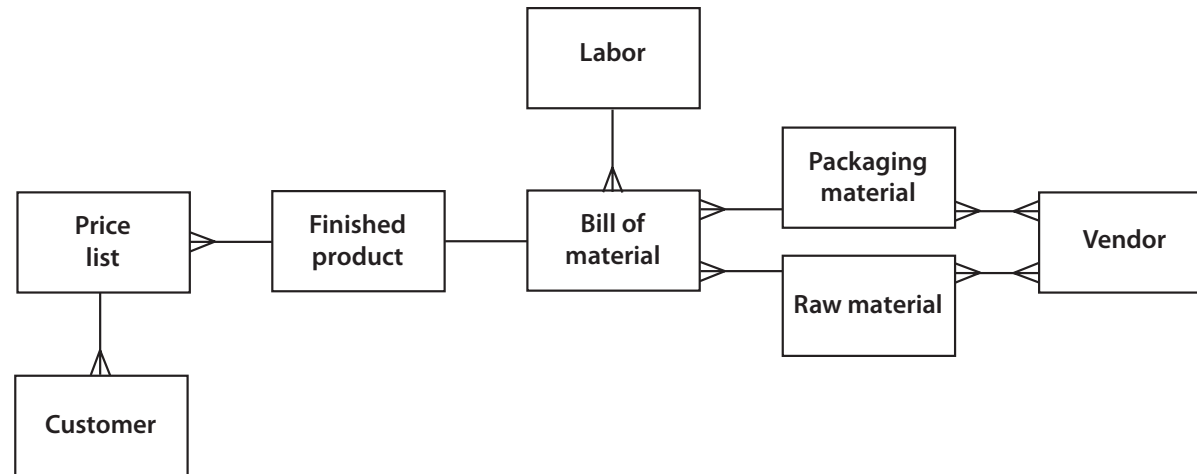 Labor
Packaging
material
Price
list
Finished
product
Bill of
material
Vendor
Raw material
Customer